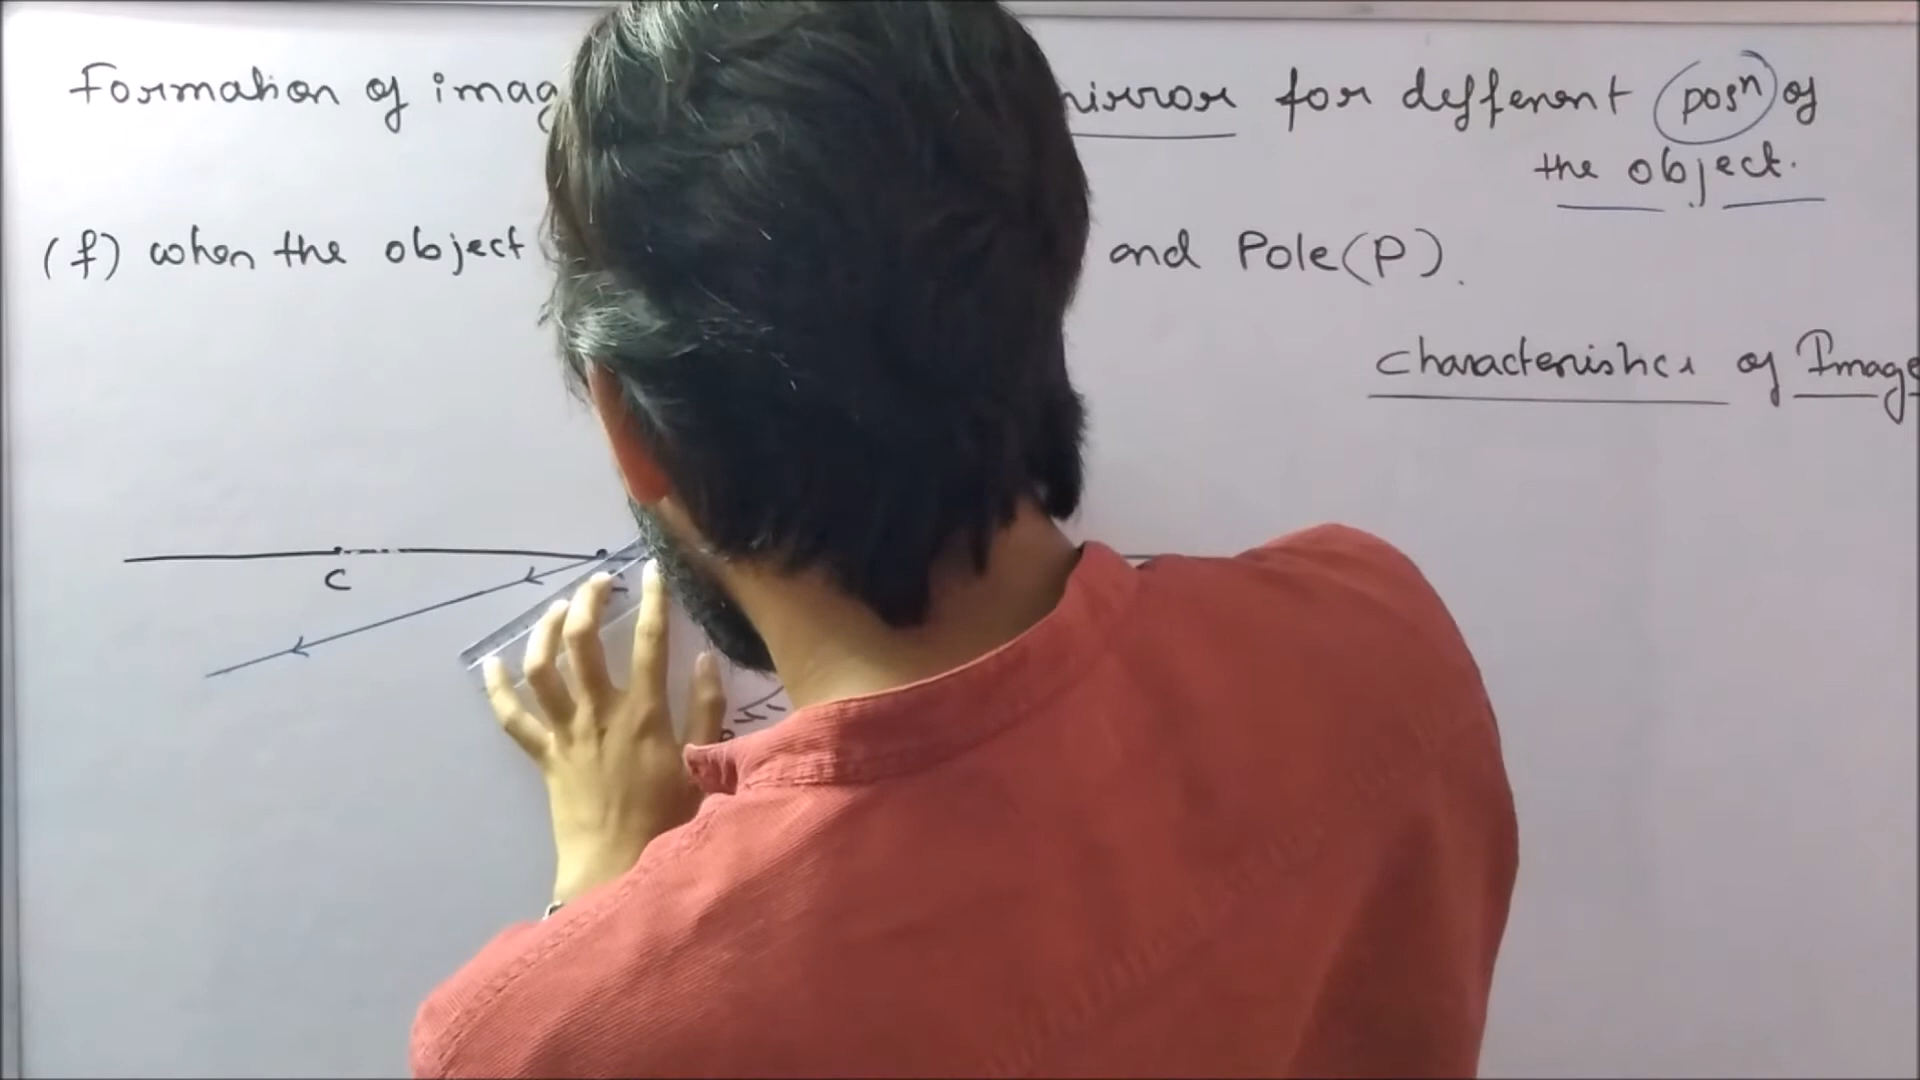 Formation of imag mirror for different posn of
the object.
(f) when the object and Pole(P).
Characteristics of Image
C